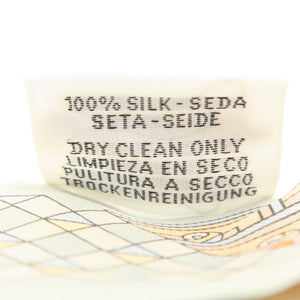 100% SILK - SEDA
SETA-SEIDE
DRY CLEAN ONLY
LIMPIEZA EN SECO
PULITURA A SECCO
TROCKENREINIGUNG